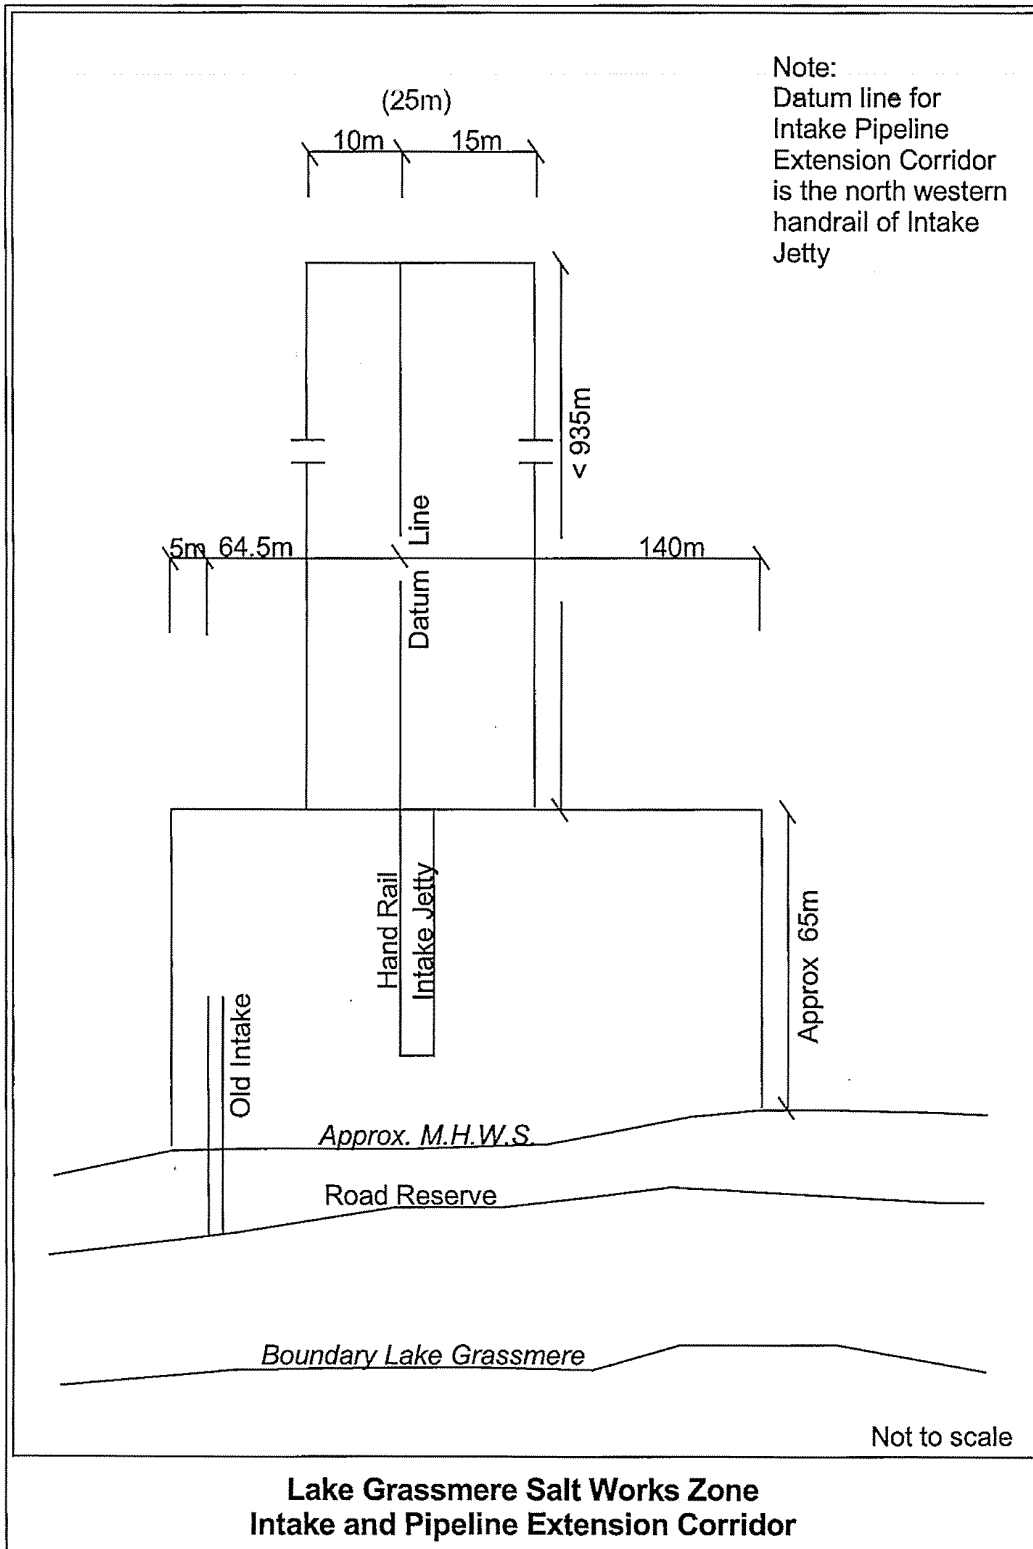 Note:
Datum line for
Intake Pipeline
Extension Corridor
is the north western
handrail of Intake
Jetty
(25m)
10m
15m
< 935m
5m
64.5m
140m
Datum Line
Hand Rail
Intake Jetty
Approx 65m
Old Intake
Approx. M.H.W.S.
Road Reserve
Boundary Lake Grassmere
Not to scale
Lake Grassmere Salt Works Zone
Intake and Pipeline Extension Corridor